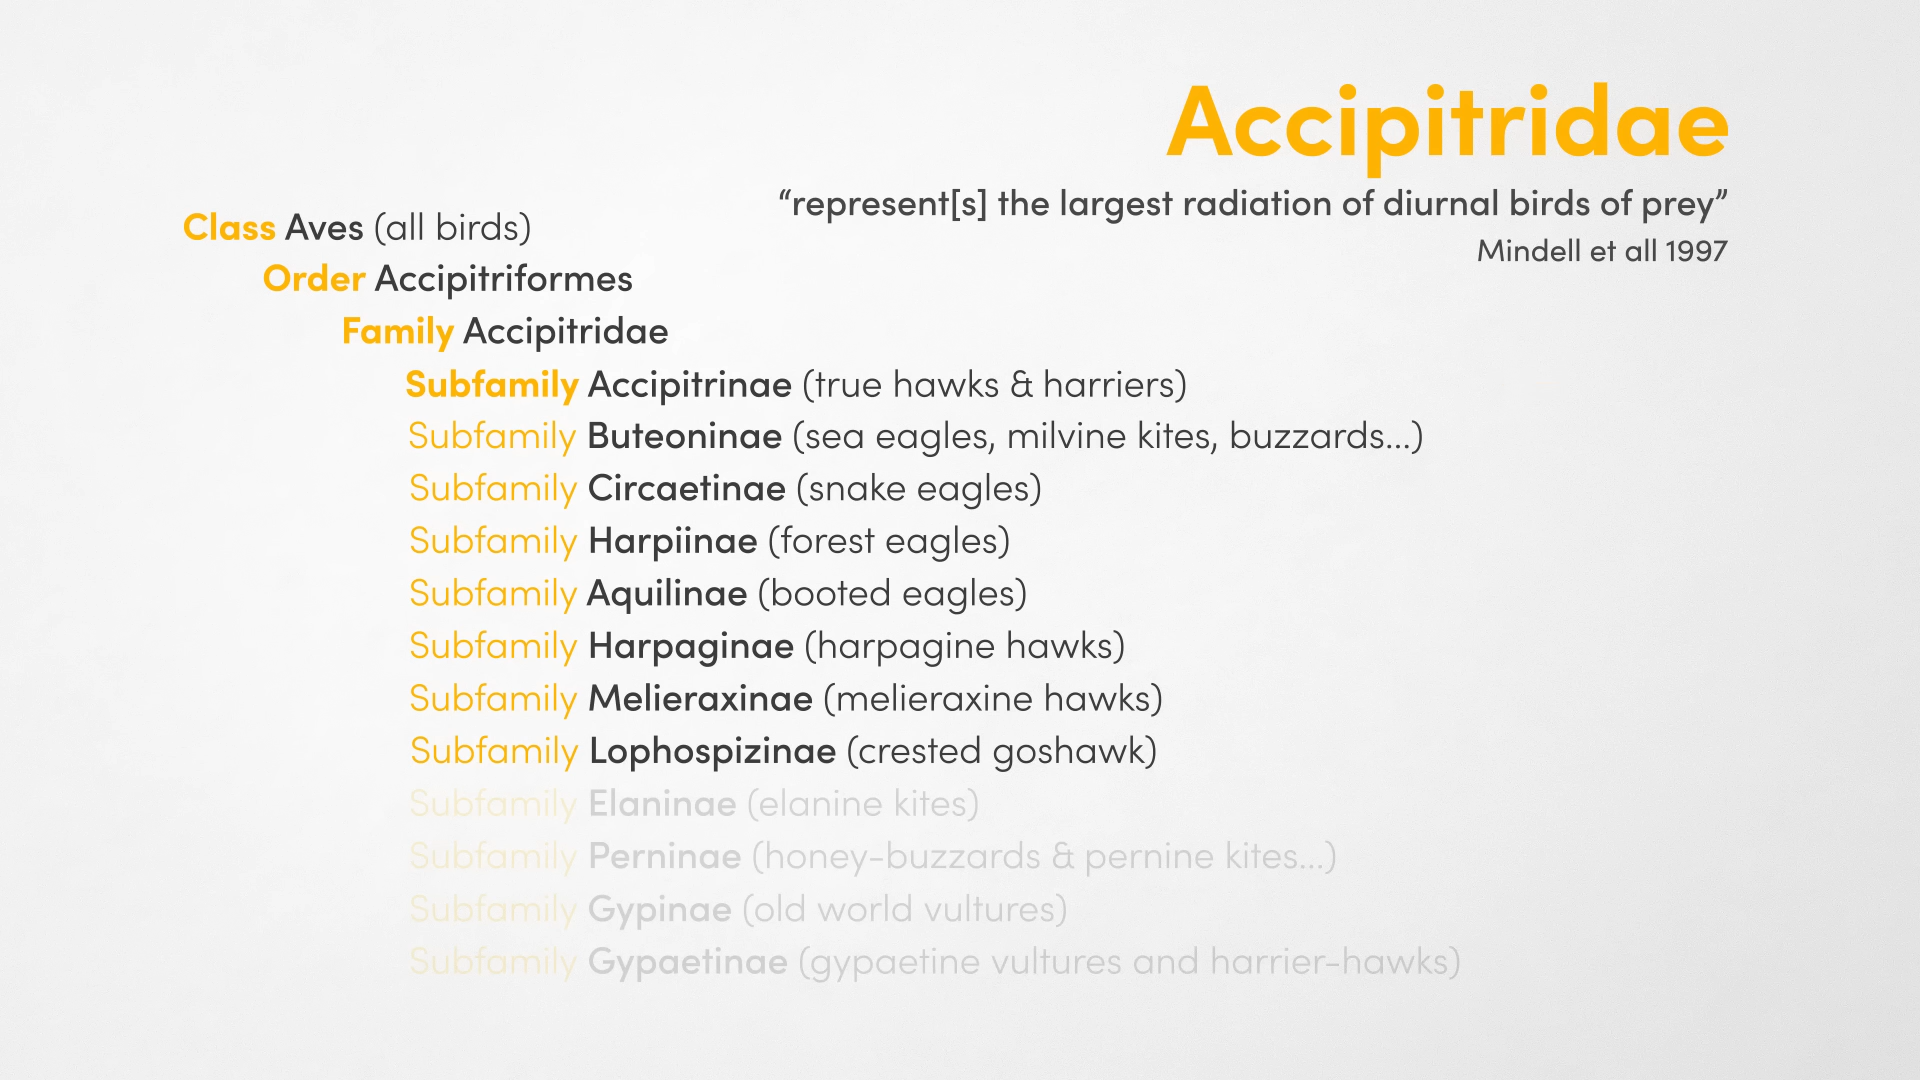 Accipitridae
“represent[s] the largest radiation of diurnal birds of prey”
Mindell et all 1997
Class Aves (all birds)
Order Accipitriformes
Family Accipitridae
Subfamily Accipitrinae (true hawks & harriers)
Subfamily Buteoninae (sea eagles, milvine kites, buzzards...)
Subfamily Circaetinae (snake eagles)
Subfamily Harpiinae (forest eagles)
Subfamily Aquilinae (booted eagles)
Subfamily Harpaginae (harpagine hawks)
Subfamily Melieraxinae (melieraxine hawks)
Subfamily Lophospizinae (crested goshawk)
Subfamily Elaninae (elanine kites)
Subfamily Perninae (honey-buzzards & pernine kites...)
Subfamily Gypinae (old world vultures)
Subfamily Gypaetinae (gypaetine vultures and harrier-hawks)